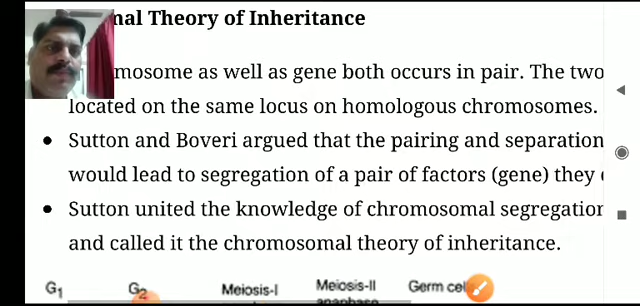 nal Theory of Inheritance
mosome as well as gene both occurs in pair. The two
located on the same locus on homologous chromosomes.
• Sutton and Boveri argued that the pairing and separation
would lead to segregation of a pair of factors (gene) they
• Sutton united the knowledge of chromosomal segregation
and called it the chromosomal theory of inheritance.
G₁ G₂ Meiosis-I Meiosis-II Germ cel
anaphase